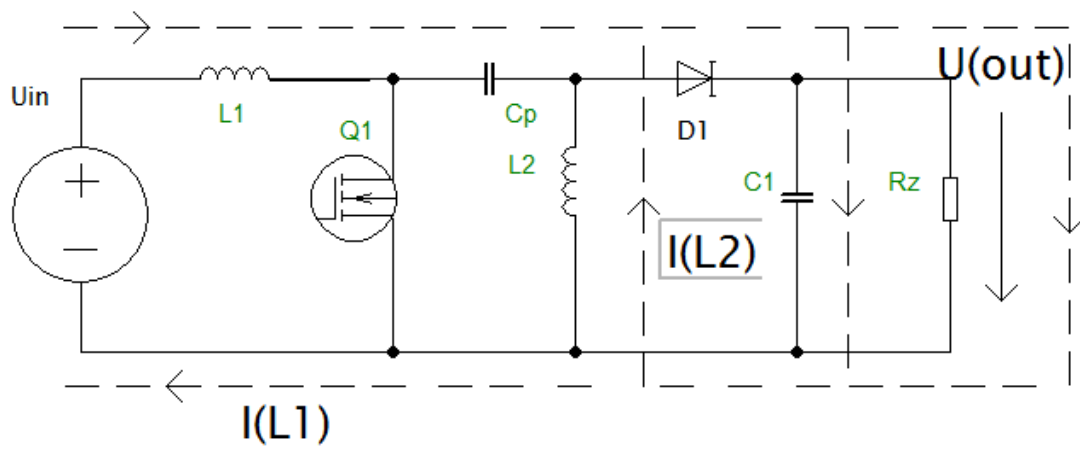 U(out)
Uin
L1
Cp
Q1
D1
L2
C1
Rz
I(L2)
I(L1)